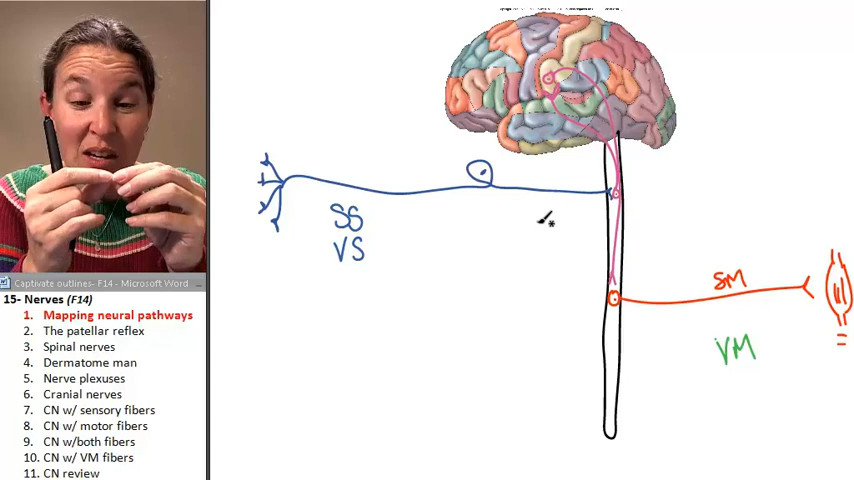 Captivate outlines- F14 - Microsoft Word
15- Nerves (F14)
1. Mapping neural pathways
2. The patellar reflex
3. Spinal nerves
4. Dermatome man
5. Nerve plexuses
6. Cranial nerves
7. CN w/ sensory fibers
8. CN w/ motor fibers
9. CN w/both fibers
10. CN w/ VM fibers
11. CN review
SS
VS
SM
VM